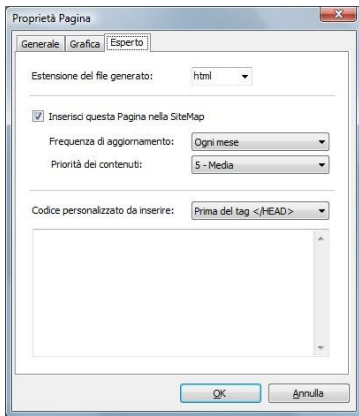 Proprietà Pagina
Generale Grafica Esperto
Estensione del file generato: html
Inserisci questa Pagina nella SiteMap
Frequenza di aggiornamento: Ogni mese
Priorità dei contenuti: 5 - Media
Codice personalizzato da inserire: Prima del tag </HEAD>
OK Annulla